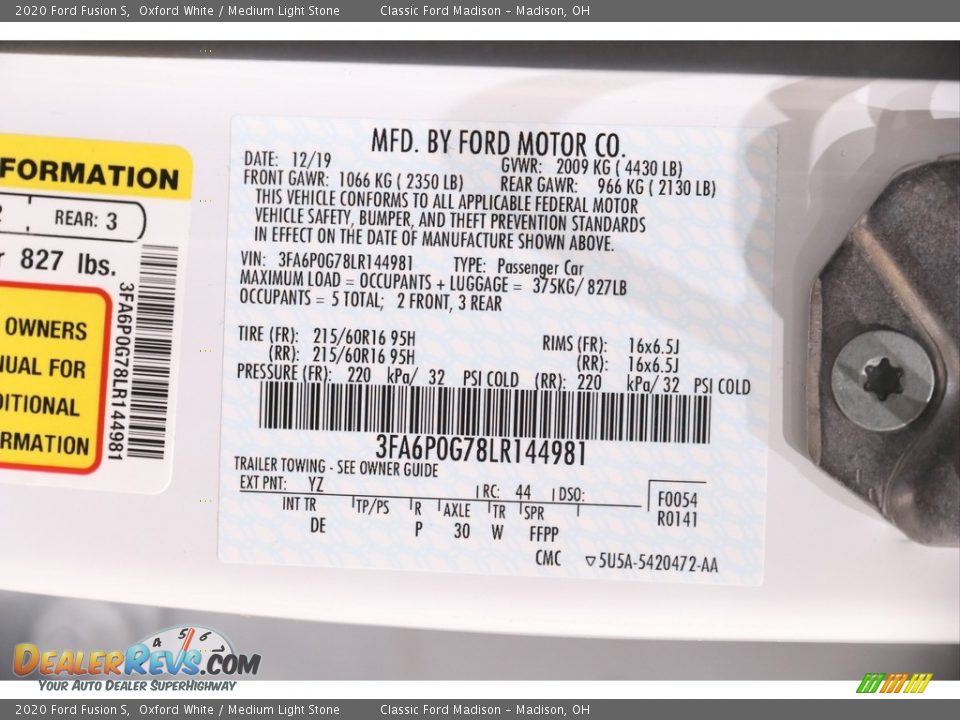 2020 Ford Fusion S,  Oxford White / Medium Light Stone    Classic Ford Madison – Madison, OH
FORMATION
REAR: 3
827 lbs.
OWNERS
UAL FOR
DITIONAL
RMATION
3FA6P0G78LR144981
MFD. BY FORD MOTOR CO.
DATE: 12/19    GVWR: 2009 KG ( 4430 LB)
FRONT GAWR: 1066 KG ( 2350 LB)    REAR GAWR: 966 KG ( 2130 LB)
THIS VEHICLE CONFORMS TO ALL APPLICABLE FEDERAL MOTOR
VEHICLE SAFETY, BUMPER, AND THEFT PREVENTION STANDARDS
IN EFFECT ON THE DATE OF MANUFACTURE SHOWN ABOVE.
VIN: 3FA6P0G78LR144981    TYPE: Passenger Car
MAXIMUM LOAD = OCCUPANTS + LUGGAGE = 375KG/ 827LB
OCCUPANTS = 5 TOTAL; 2 FRONT, 3 REAR
TIRE (FR): 215/60R16 95H    RIMS (FR): 16x6.5J
(RR): 215/60R16 95H    (RR): 16x6.5J
PRESSURE (FR): 220 kPa/ 32 PSI COLD (RR): 220 kPa/ 32 PSI COLD
3FA6P0G78LR144981
TRAILER TOWING - SEE OWNER GUIDE
EXT PNT: YZ    RC: 44    DSO:    F0054
INT TR    TP/PS    R    AXLE    TR    SPR    R0141
DE    P    30    W    FFPP
CMC    ▽5U5A-5420472-AA
4 5 6
DEALERREVS.COM
YOUR AUTO DEALER SUPERHIGHWAY
2020 Ford Fusion S,  Oxford White / Medium Light Stone    Classic Ford Madison – Madison, OH